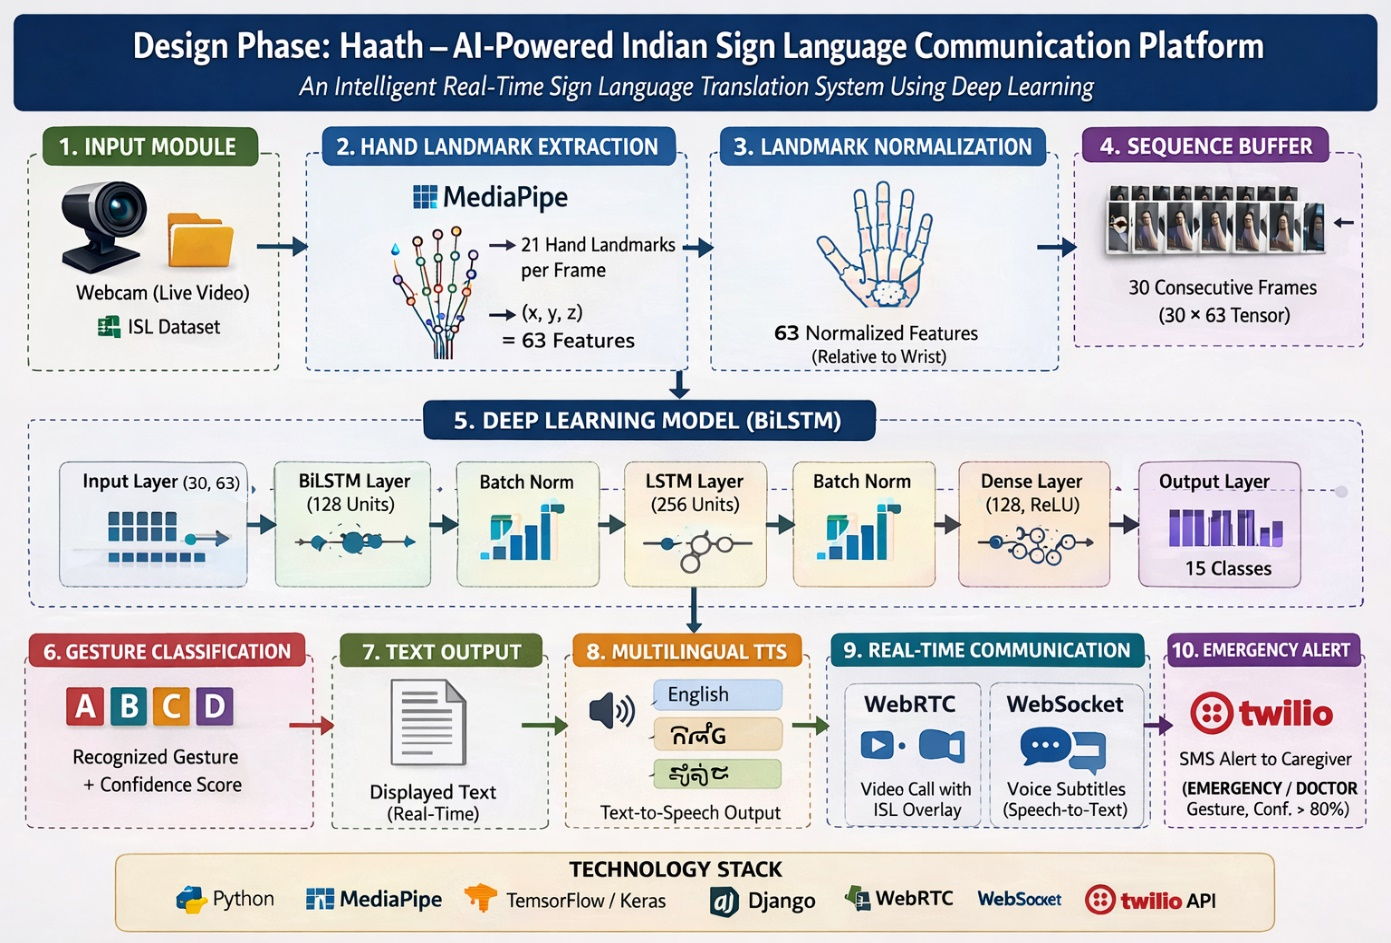 Design Phase: Haath – AI-Powered Indian Sign Language Communication Platform
An Intelligent Real-Time Sign Language Translation System Using Deep Learning
1. INPUT MODULE
Webcam (Live Video)
ISL Dataset
2. HAND LANDMARK EXTRACTION
MediaPipe
21 Hand Landmarks
per Frame
(x, y, z)
= 63 Features
3. LANDMARK NORMALIZATION
63 Normalized Features
(Relative to Wrist)
4. SEQUENCE BUFFER
30 Consecutive Frames
(30 × 63 Tensor)
5. DEEP LEARNING MODEL (BiLSTM)
Input Layer (30, 63)
BiLSTM Layer
(128 Units)
Batch Norm
LSTM Layer
(256 Units)
Batch Norm
Dense Layer
(128, ReLU)
Output Layer
15 Classes
6. GESTURE CLASSIFICATION
A B C D
Recognized Gesture
+ Confidence Score
7. TEXT OUTPUT
Displayed Text
(Real-Time)
8. MULTILINGUAL TTS
English
Text-to-Speech Output
9. REAL-TIME COMMUNICATION
WebRTC
Video Call with
ISL Overlay
WebSocket
Voice Subtitles
(Speech-to-Text)
10. EMERGENCY ALERT
twilio
SMS Alert to Caregiver
(EMERGENCY / DOCTOR
Gesture, Conf. > 80%)
TECHNOLOGY STACK
Python
MediaPipe
TemsorFlow / Keras
dj Django
WebRTC
WebSocket
twilio API